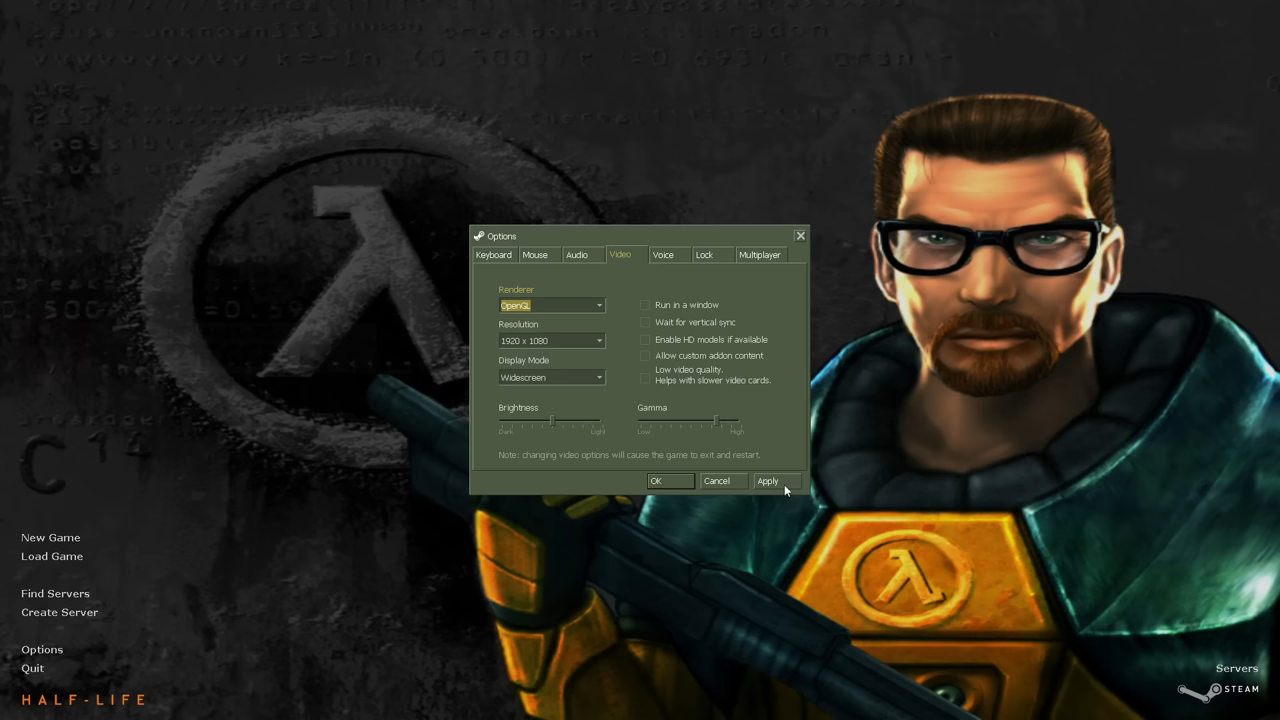 Options
Keyboard Mouse Audio Video Voice Lock Multiplayer
Renderer
OpenGL
Resolution
1920 x 1080
Display Mode
Widescreen
Run in a window
Wait for vertical sync
Enable HD models if available
Allow custom addon content
Low video quality.
Helps with slower video cards.
Brightness
Dark Light
Gamma
Low High
Note: changing video options will cause the game to exit and restart.
OK Cancel Apply
New Game
Load Game
Find Servers
Create Server
Options
Quit
HALF-LIFE
Servers
STEAM